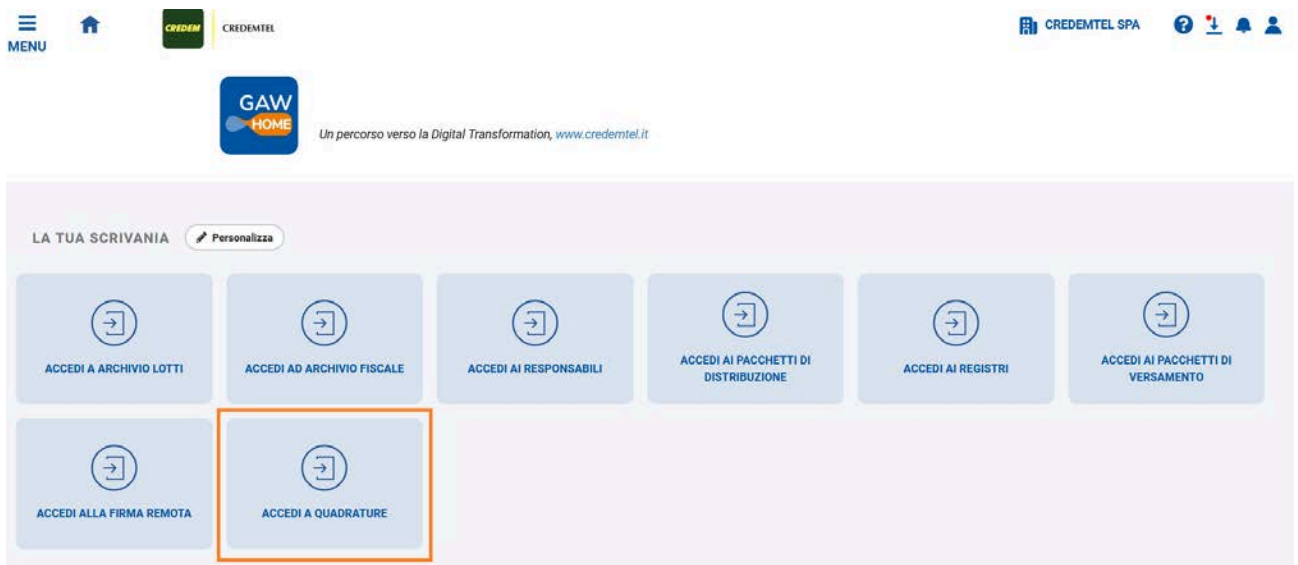 MENU
CREDEM
CREDEMTEL
CREDEMTEL SPA
GAW
HOME
Un percorso verso la Digital Transformation, www.credemtel.it
LA TUA SCRIVANIA
Personalizza
ACCEDI A ARCHIVIO LOTTI
ACCEDI AD ARCHIVIO FISCALE
ACCEDI AI RESPONSABILI
ACCEDI AI PACCHETTI DI
DISTRIBUZIONE
ACCEDI AI REGISTRI
ACCEDI AI PACCHETTI DI
VERSAMENTO
ACCEDI ALLA FIRMA REMOTA
ACCEDI A QUADRATURE